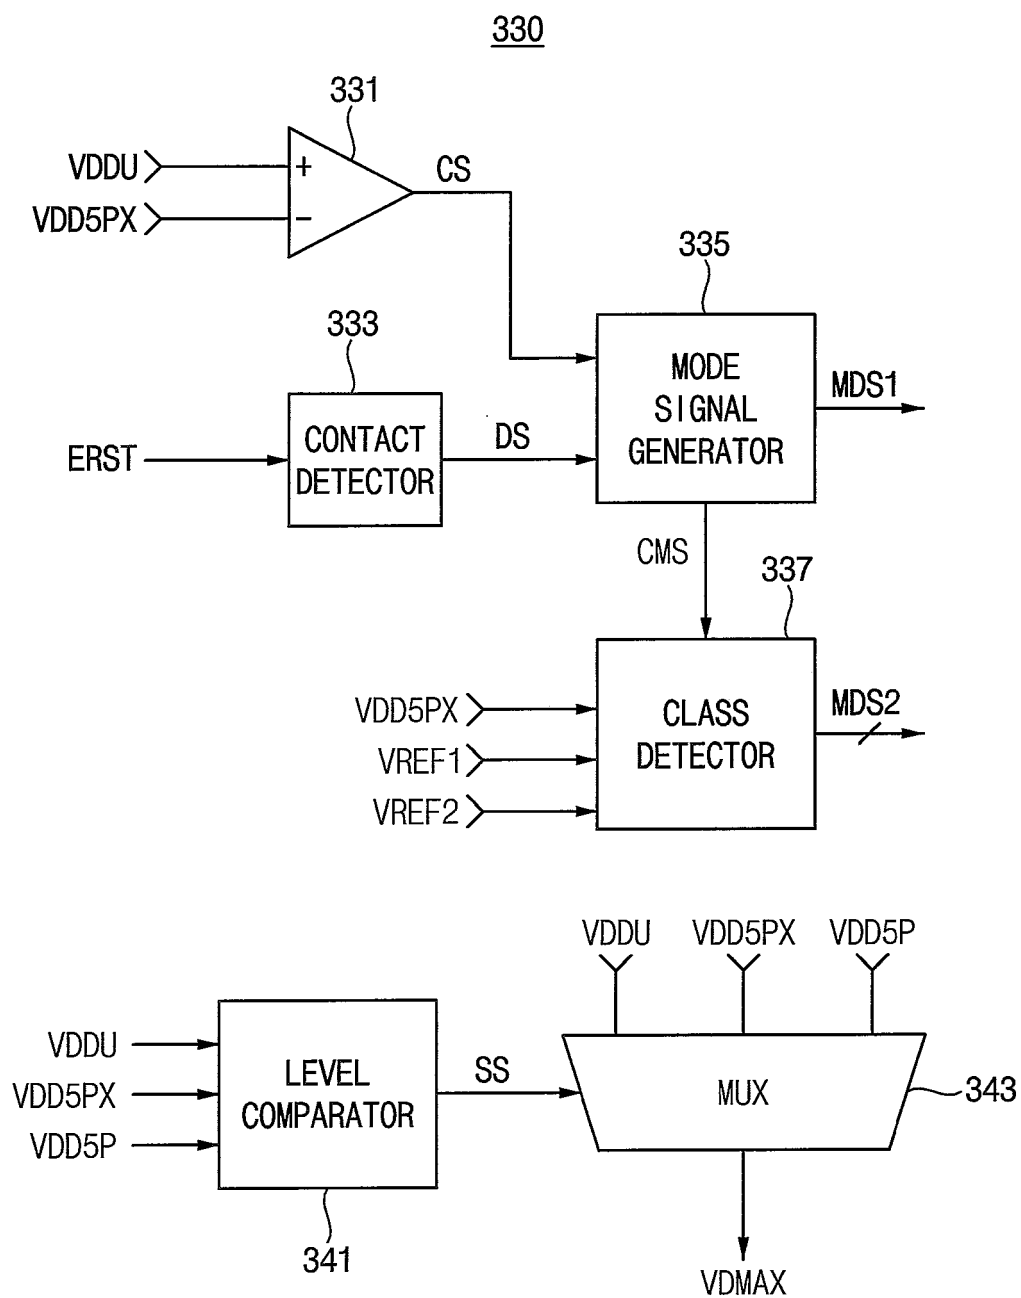 330
331
VDDU
+
CS
VDD5PX
−
335
333
MODE
SIGNAL
GENERATOR
MDS1
CONTACT
DETECTOR
DS
ERST
CMS
337
VDD5PX
CLASS
DETECTOR
MDS2
VREF1
VREF2
VDDU
VDD5PX
VDD5P
VDDU
VDD5PX
VDD5P
LEVEL
COMPARATOR
SS
MUX
343
341
VDMAX